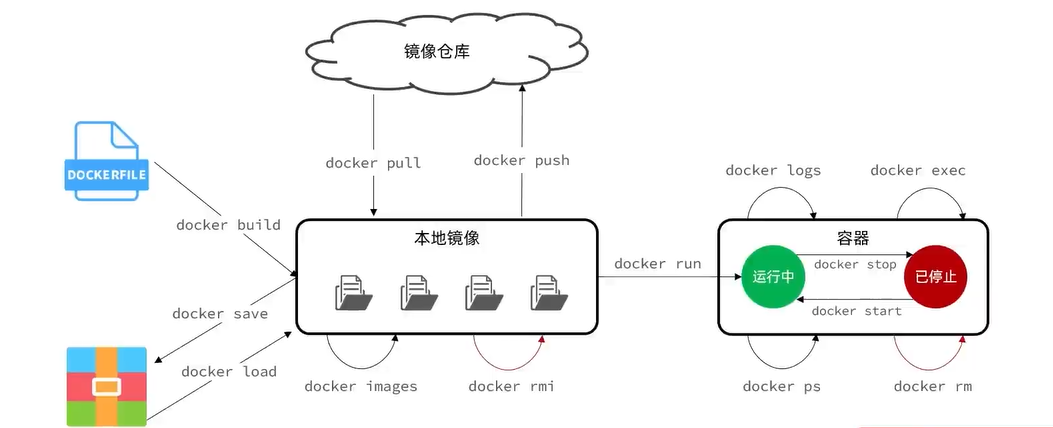 镜像仓库
docker pull
docker push
DOCKERFILE
docker build
docker logs
docker exec
本地镜像
容器
docker run
运行中
docker stop
已停止
docker start
docker save
docker load
docker images
docker rmi
docker ps
docker rm